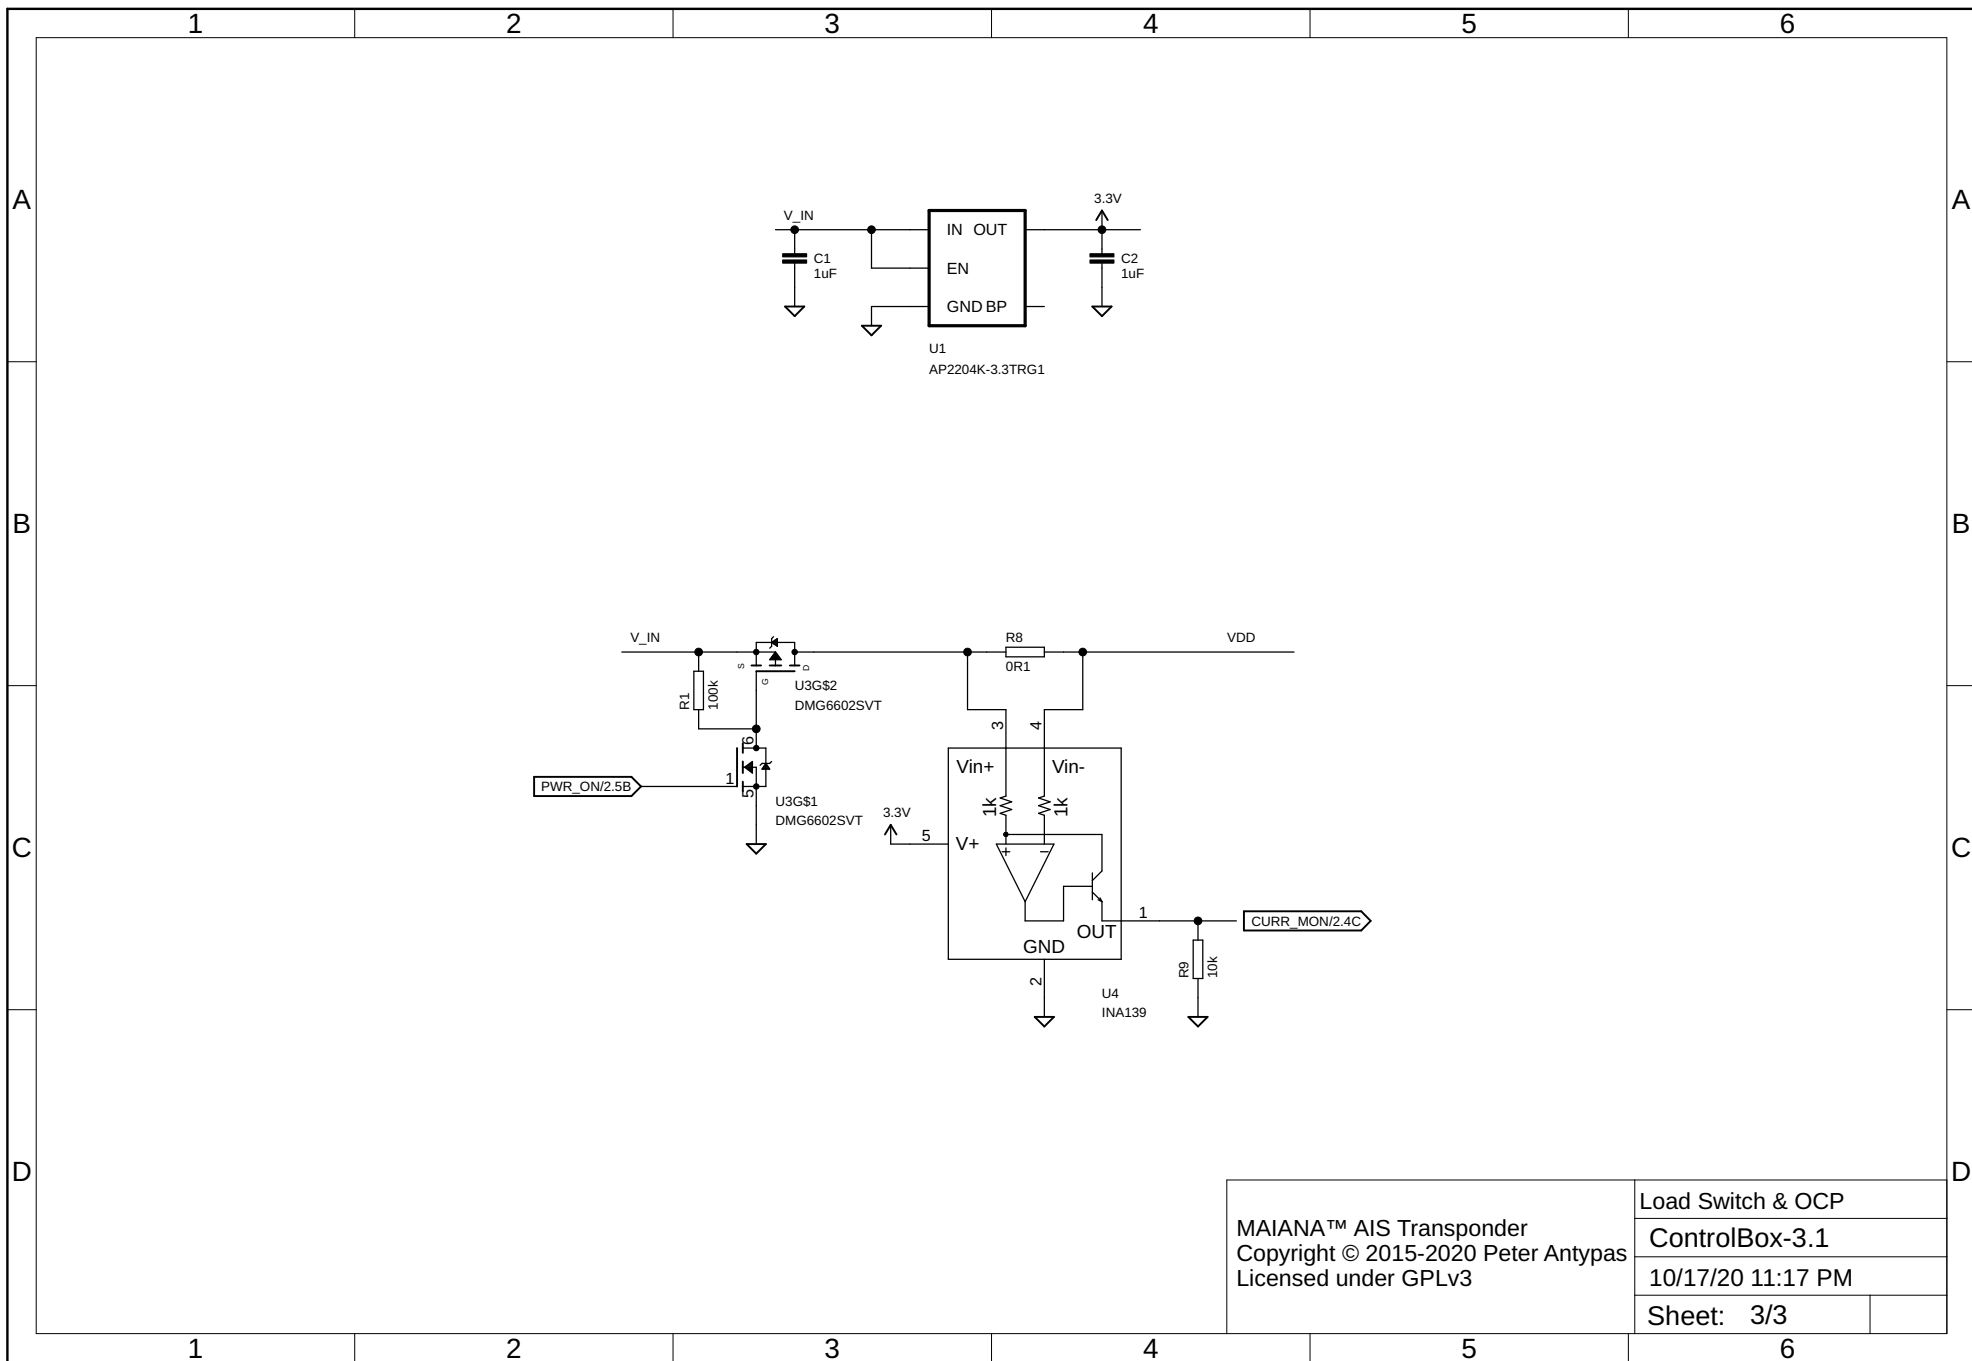 1 2 3 4 5 6
A A
3.3V
V_IN
IN OUT
C1
1uF
C2
1uF
EN
GND BP
U1
AP2204K-3.3TRG1
B B
V_IN
R8
VDD
0R1
S
D
G
U3G$2
DMG6602SVT
R1
100k
3
4
6
Vin+ Vin-
PWR_ON/2.5B
1
5
U3G$1
DMG6602SVT
1k
1k
3.3V
5
V+
+ −
C C
1
CURR_MON/2.4C
OUT
GND
R9
10k
2
U4
INA139
D D
MAIANA™ AIS Transponder
Copyright © 2015-2020 Peter Antypas
Licensed under GPLv3
Load Switch & OCP
ControlBox-3.1
10/17/20 11:17 PM
Sheet: 3/3
1 2 3 4 5 6